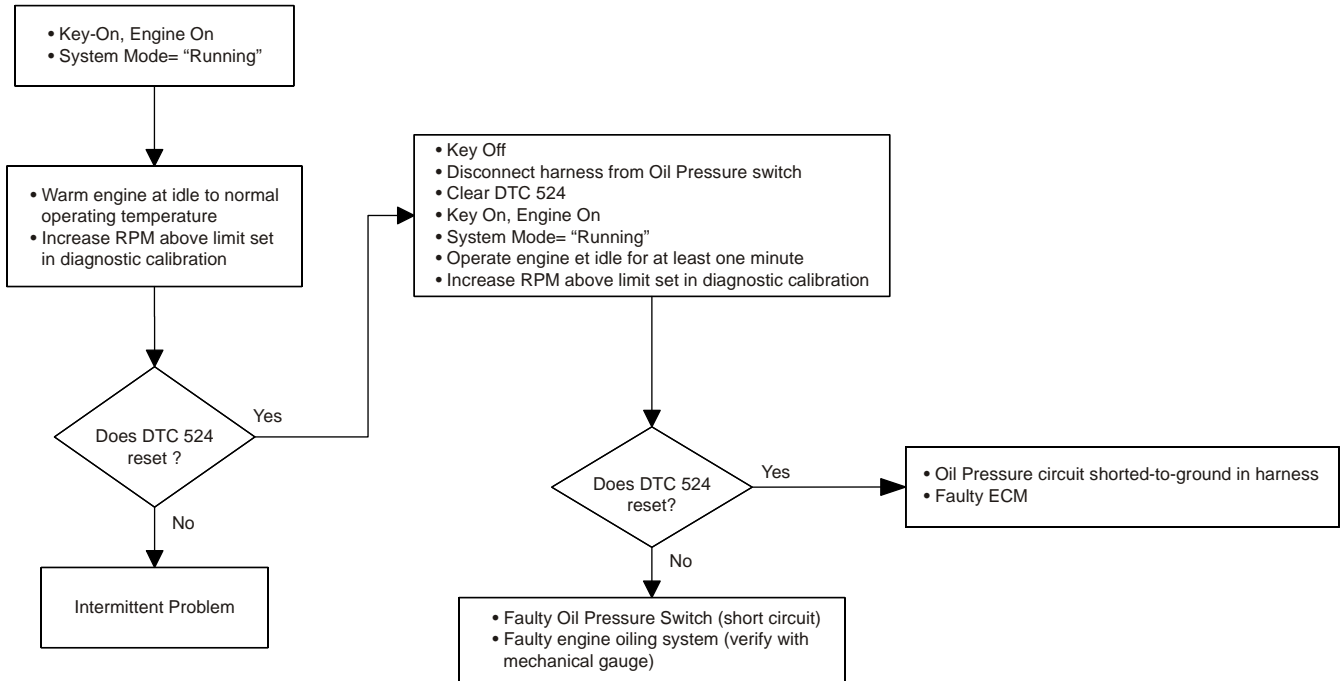 • Key-On, Engine On
• System Mode= “Running”
• Warm engine at idle to normal
operating temperature
• Increase RPM above limit set
in diagnostic calibration
Does DTC 524
reset ?
Yes
No
Intermittent Problem
• Key Off
• Disconnect harness from Oil Pressure switch
• Clear DTC 524
• Key On, Engine On
• System Mode= “Running”
• Operate engine et idle for at least one minute
• Increase RPM above limit set in diagnostic calibration
Does DTC 524
reset?
Yes
No
• Oil Pressure circuit shorted-to-ground in harness
• Faulty ECM
• Faulty Oil Pressure Switch (short circuit)
• Faulty engine oiling system (verify with
mechanical gauge)